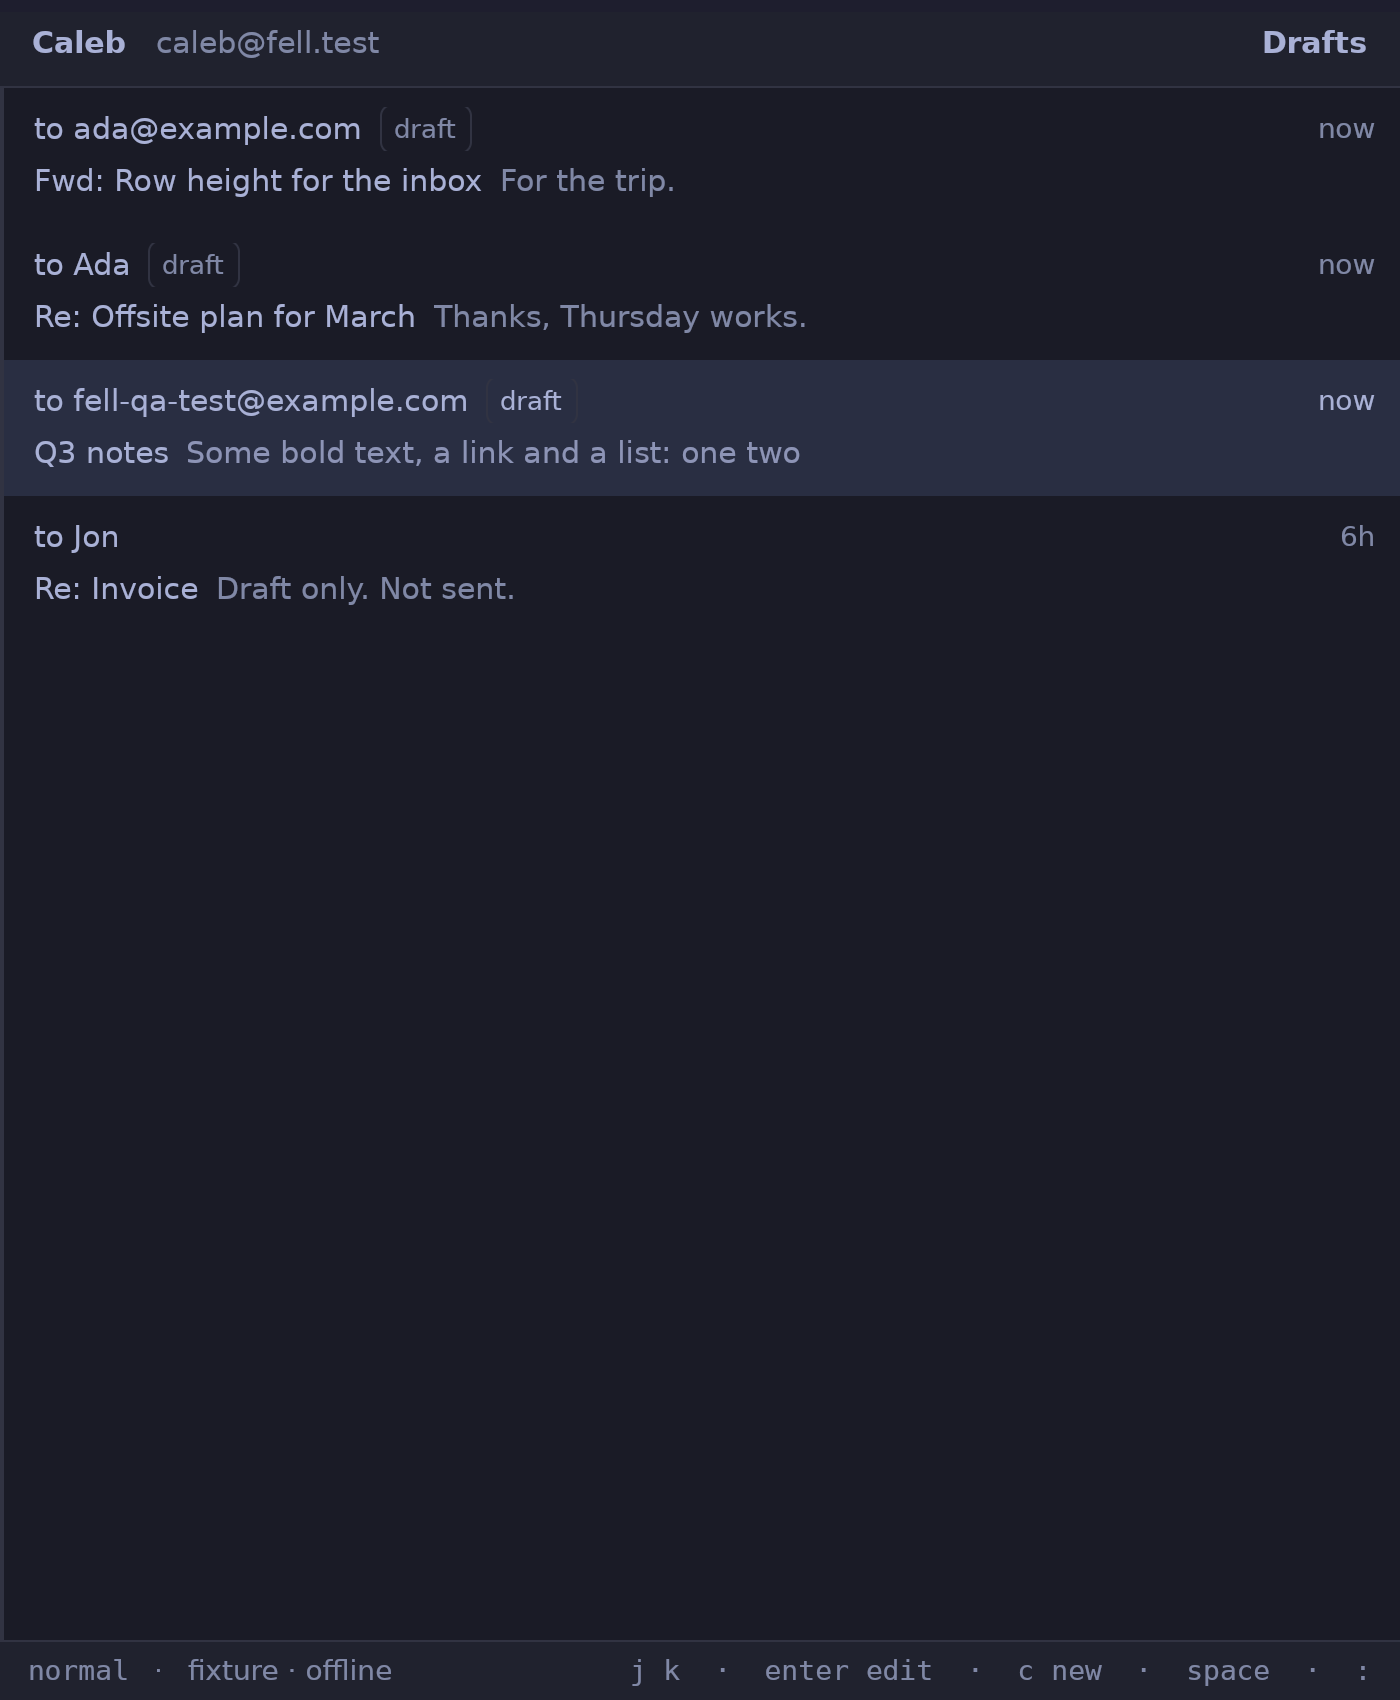 Caleb caleb@fell.test Drafts
to ada@example.com draft now
Fwd: Row height for the inbox For the trip.
to Ada draft now
Re: Offsite plan for March Thanks, Thursday works.
to fell-qa-test@example.com draft now
Q3 notes Some bold text, a link and a list: one two
to Jon 6h
Re: Invoice Draft only. Not sent.
normal · fixture · offline j k · enter edit · c new · space · :